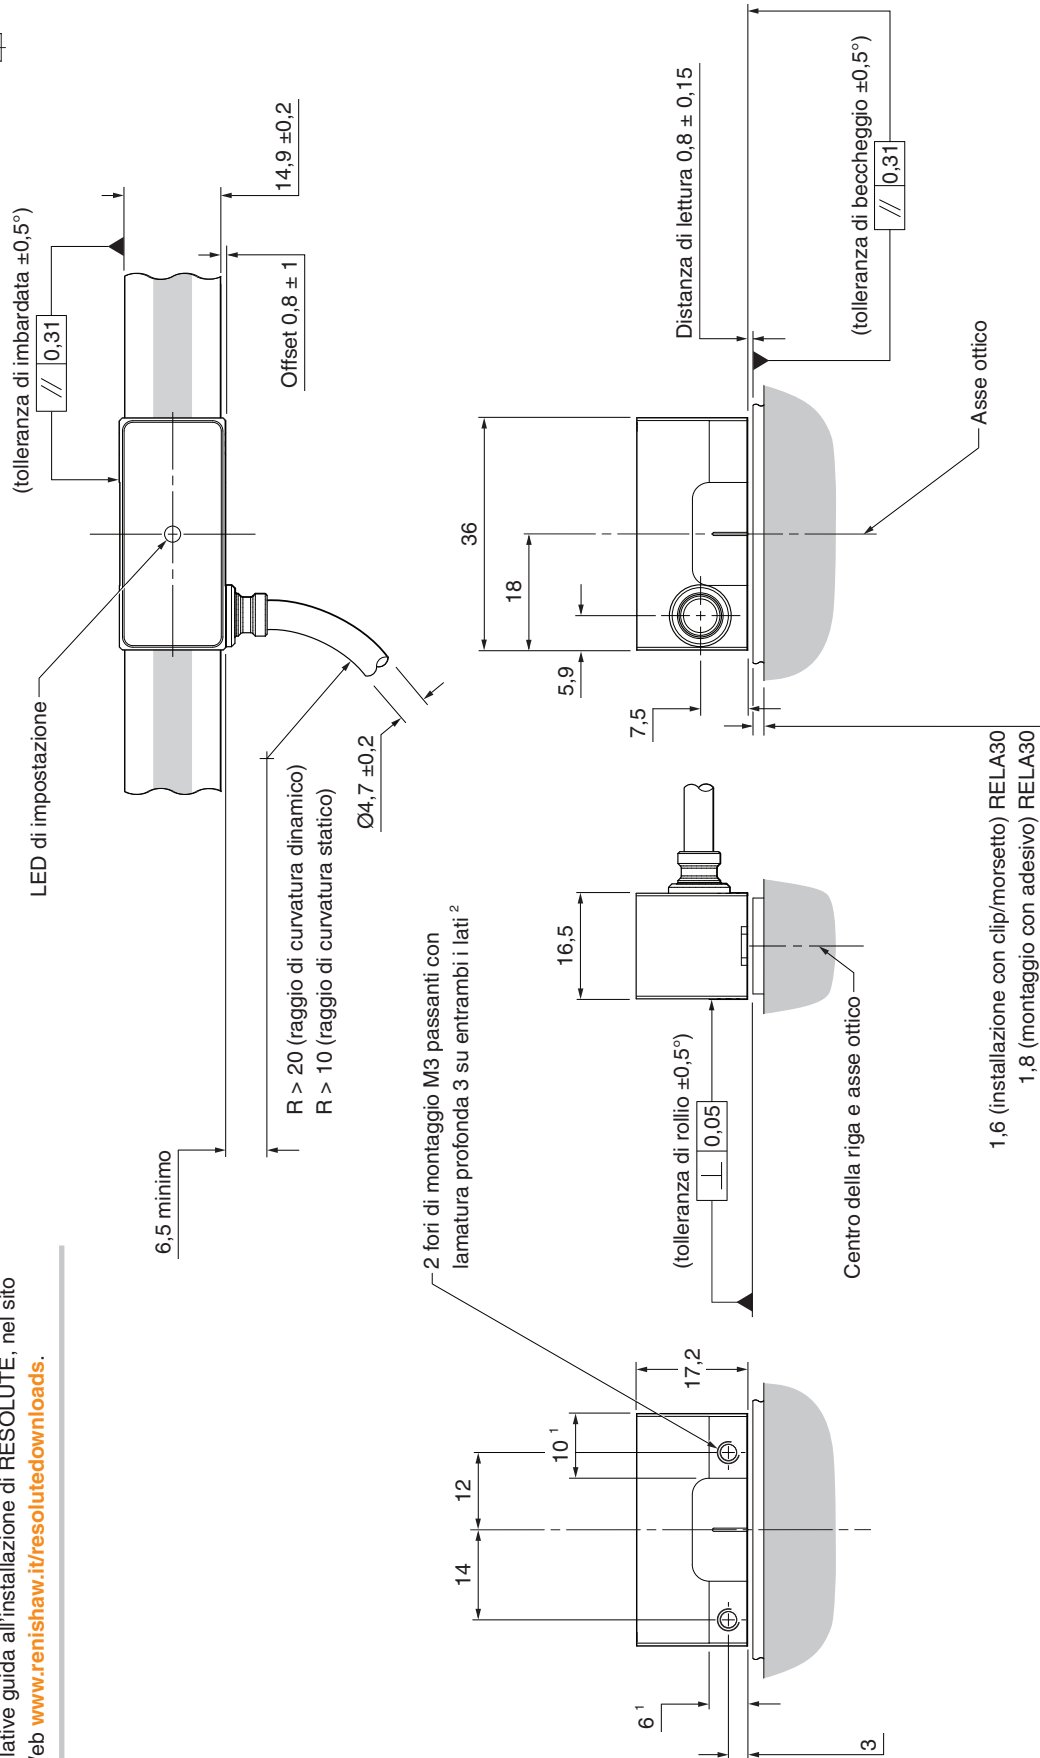 lative guida all'installazione di RESOLUTE, nel sito
www.renishaw.it/resolutedownloads.
6,5 minimo
LED di impostazione
(tolleranza di imbardata ±0,5°)
// 0,31
14,9 ±0,2
Offset 0,8 ± 1
R > 20 (raggio di curvatura dinamico)
R > 10 (raggio di curvatura statico)
Ø4,7 ±0,2
2 fori di montaggio M3 passanti con
lamatura profonda 3 su entrambi i lati 2
14
12
10 1
17,2
6 1
3
16,5
(tolleranza di rollio ±0,5°)
⊥ 0,05
Centro della riga e asse ottico
36
18
5,9
7,5
Distanza di lettura 0,8 ± 0,15
(tolleranza di beccheggio ±0,5°)
// 0,31
Asse ottico
1,6 (installazione con clip/morsetto) RELA30
1,8 (montaggio con adesivo) RELA30